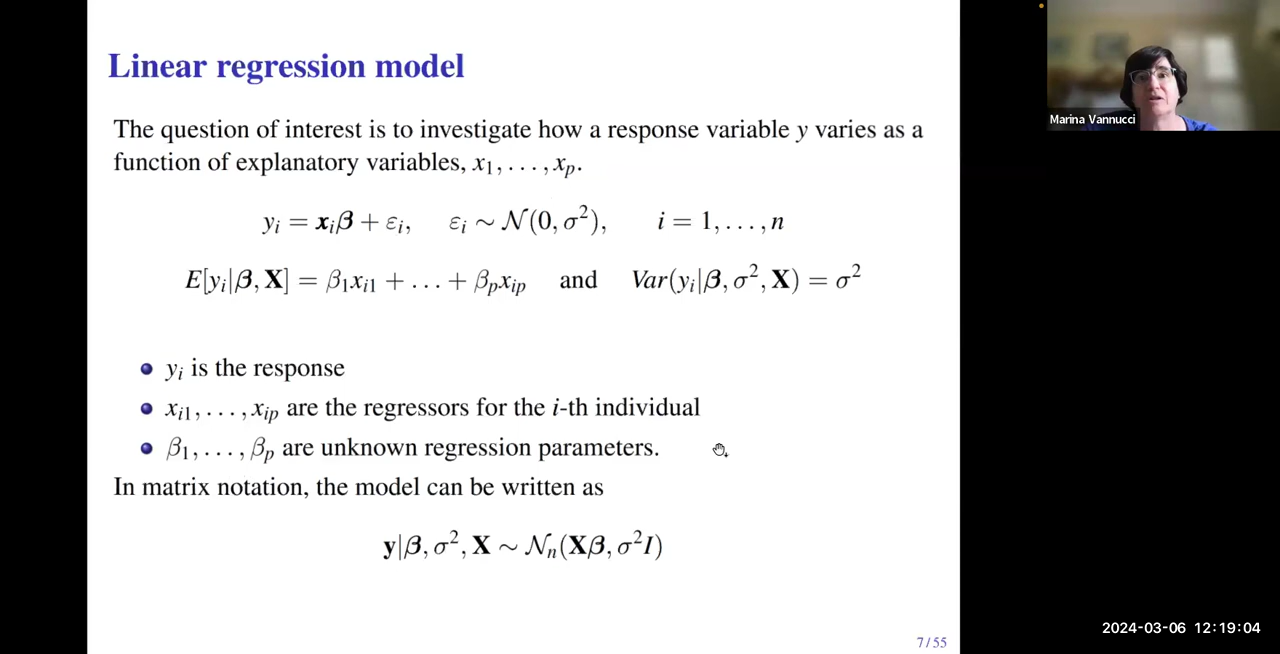 Linear regression model
The question of interest is to investigate how a response variable y varies as a
function of explanatory variables, x₁, . . . , xₚ.
yᵢ = xᵢβ + εᵢ, εᵢ ∼ 𝒩(0, σ²), i = 1, . . . , n
E[yᵢ|β, X] = β₁xᵢ₁ + . . . + βₚxᵢₚ and Var(yᵢ|β, σ², X) = σ²
yᵢ is the response
xᵢ₁, . . . , xᵢₚ are the regressors for the i-th individual
β₁, . . . , βₚ are unknown regression parameters.
In matrix notation, the model can be written as
y|β, σ², X ∼ 𝒩ₙ(Xβ, σ²I)
7/55
Marina Vannucci
2024-03-06 12:19:04